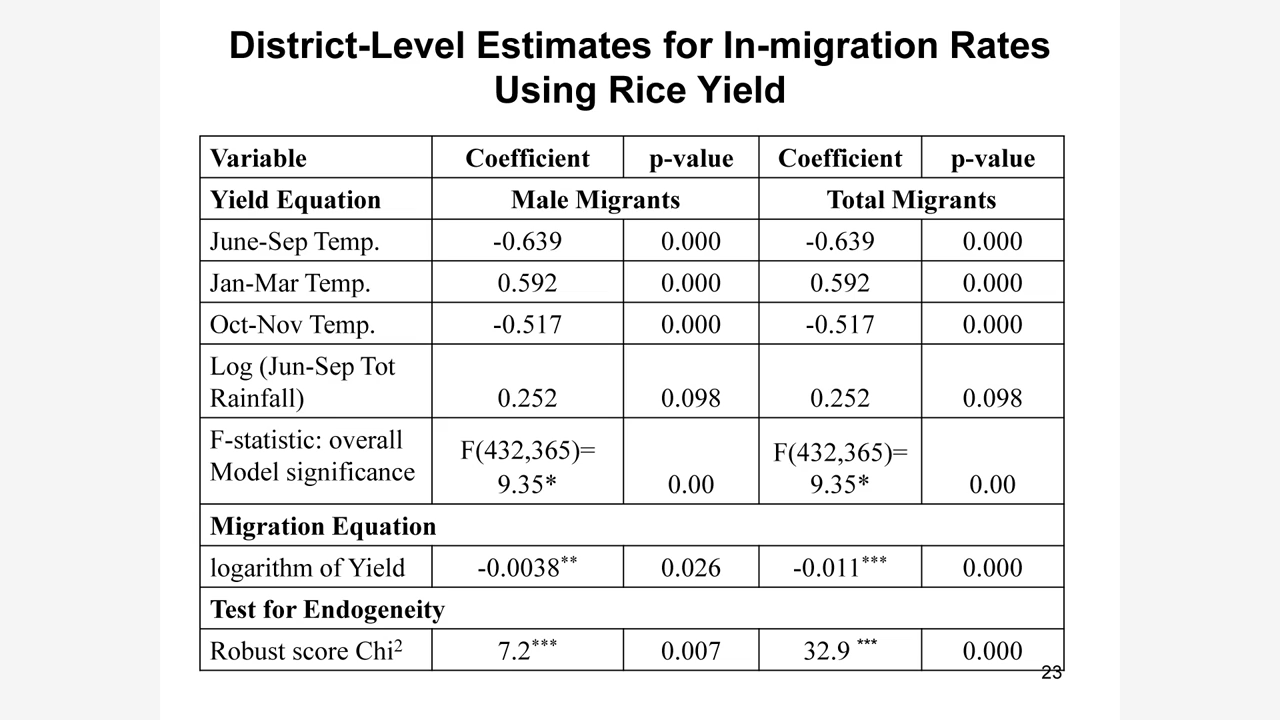 District-Level Estimates for In-migration Rates
Using Rice Yield
Variable Coefficient p-value Coefficient p-value
Yield Equation Male Migrants Total Migrants
June-Sep Temp. -0.639 0.000 -0.639 0.000
Jan-Mar Temp. 0.592 0.000 0.592 0.000
Oct-Nov Temp. -0.517 0.000 -0.517 0.000
Log (Jun-Sep Tot
Rainfall) 0.252 0.098 0.252 0.098
F-statistic: overall F(432,365)= F(432,365)=
Model significance 9.35* 0.00 9.35* 0.00
Migration Equation
logarithm of Yield -0.0038** 0.026 -0.011*** 0.000
Test for Endogeneity
Robust score Chi² 7.2*** 0.007 32.9 *** 0.000
23